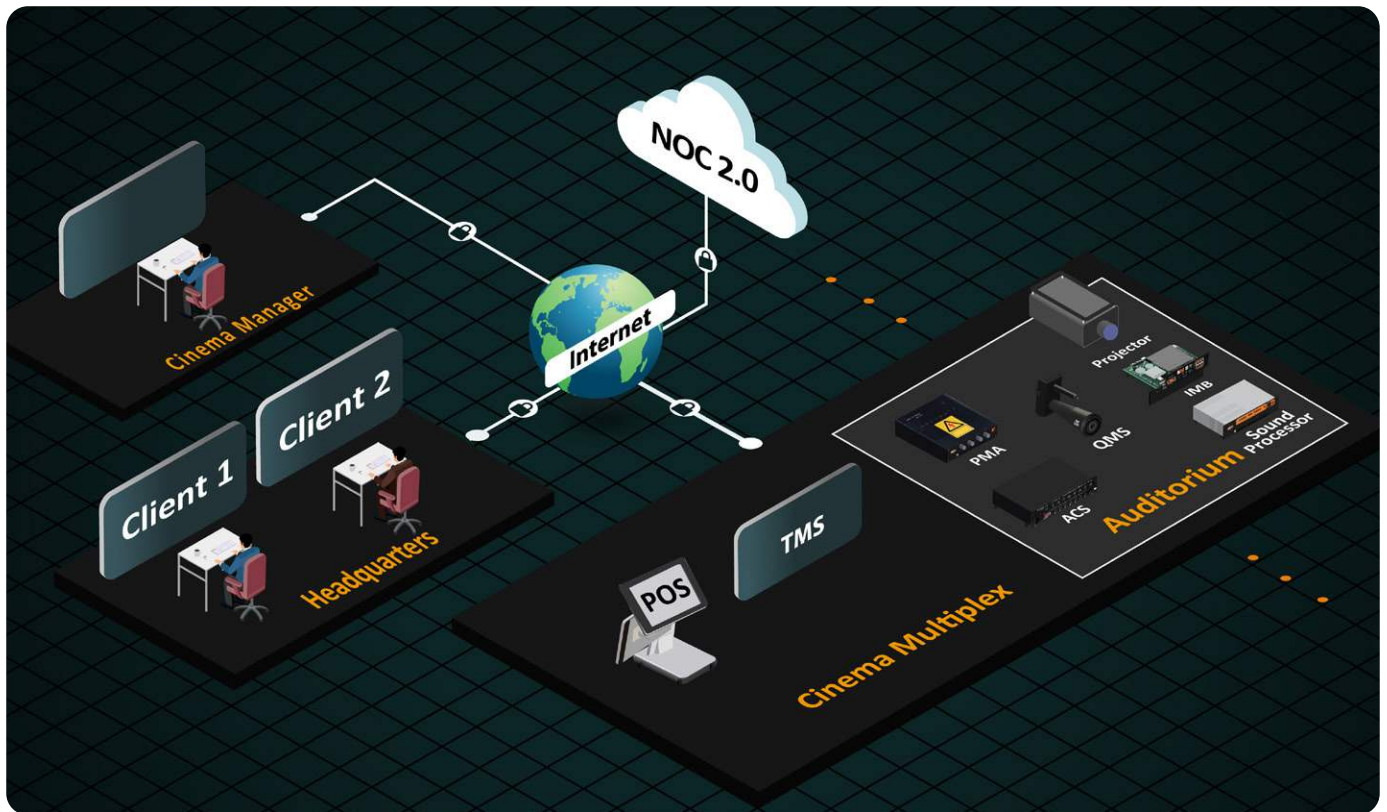 NOC 2.0
Internet
Cinema Manager
Client 2
Client 1
Headquarters
Projector
IMB
Sound
Processor
QMS
PMA
ACS
Auditorium
TMS
POS
Cinema Multiplex